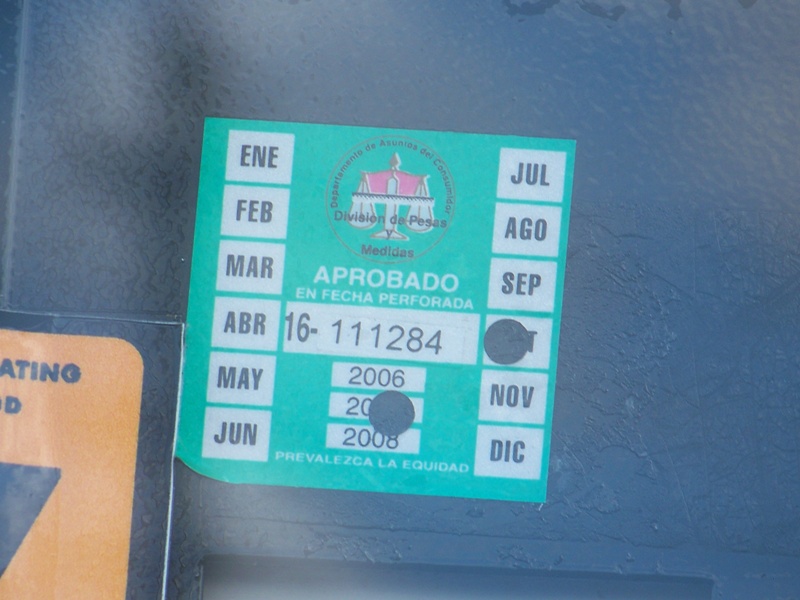 ENE
FEB
MAR
ABR
MAY
JUN
Departamento de Asuntos del Consumidor
División de Pesas
y
Medidas
APROBADO
EN FECHA PERFORADA
16- 111284
2006
20
2008
PREVALEZCA LA EQUIDAD
JUL
AGO
SEP
T
NOV
DIC
ATING